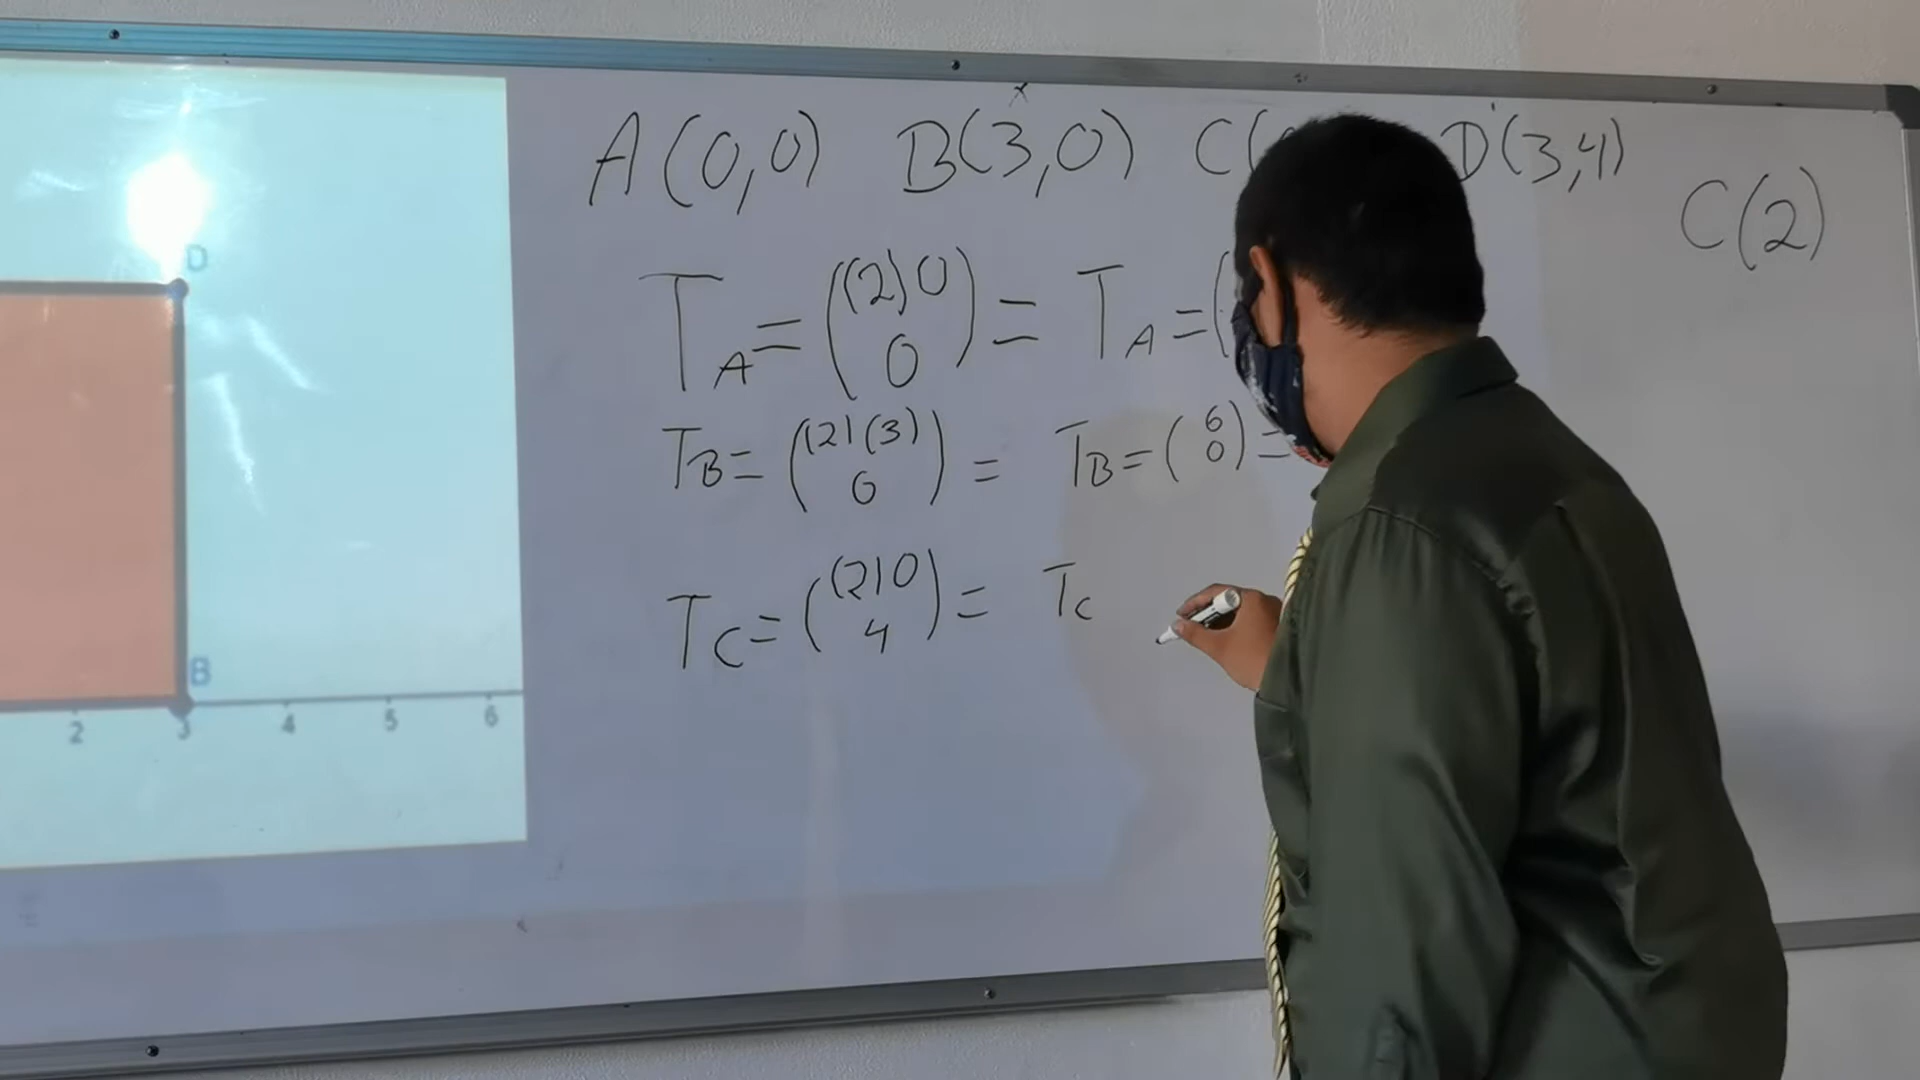 A(0,0) B(3,0) C( D(3,4)
C(2)
T_A = ((2)0 0) = T_A = (
T_B = ((2)(3) 0) = T_B = (6 0) =
T_C = ((2)0 4) = T_C
D
B
2 3 4 5 6